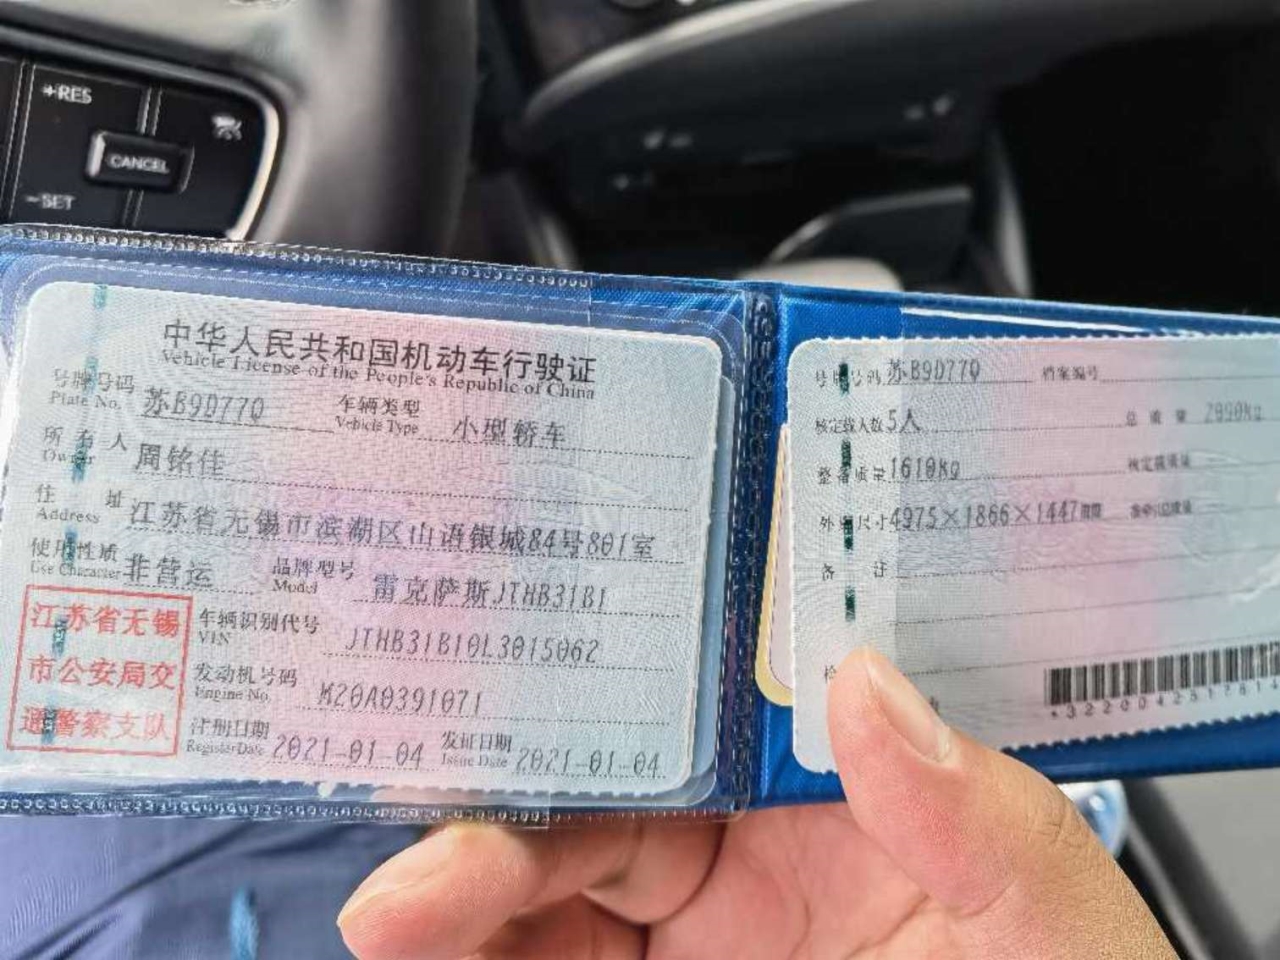 +RES
CANCEL
-SET
中华人民共和国机动车行驶证
Vehicle License of the People's Republic of China
号牌号码 苏B9D77Q 车辆类型 小型轿车
Plate No. Vehicle Type
所有人 周铭佳
Owner
住址 江苏省无锡市滨湖区山语银城84号801室
Address
使用性质 非营运 品牌型号 雷克萨斯JTHB31B1
Use Character Model
江苏省无锡
市公安局交
通警察支队
车辆识别代号 JTHB31B10L3015062
VIN
发动机号码 M20A0391071
Engine No.
注册日期 2021-01-04 发证日期 2021-01-04
Register Date Issue Date
号牌号码 苏B9D77Q 档案编号
核定载人数 5人 总质量 2090kg
整备质量 1610kg 核定载质量
外廓尺寸 4975×1866×1447
备注
检